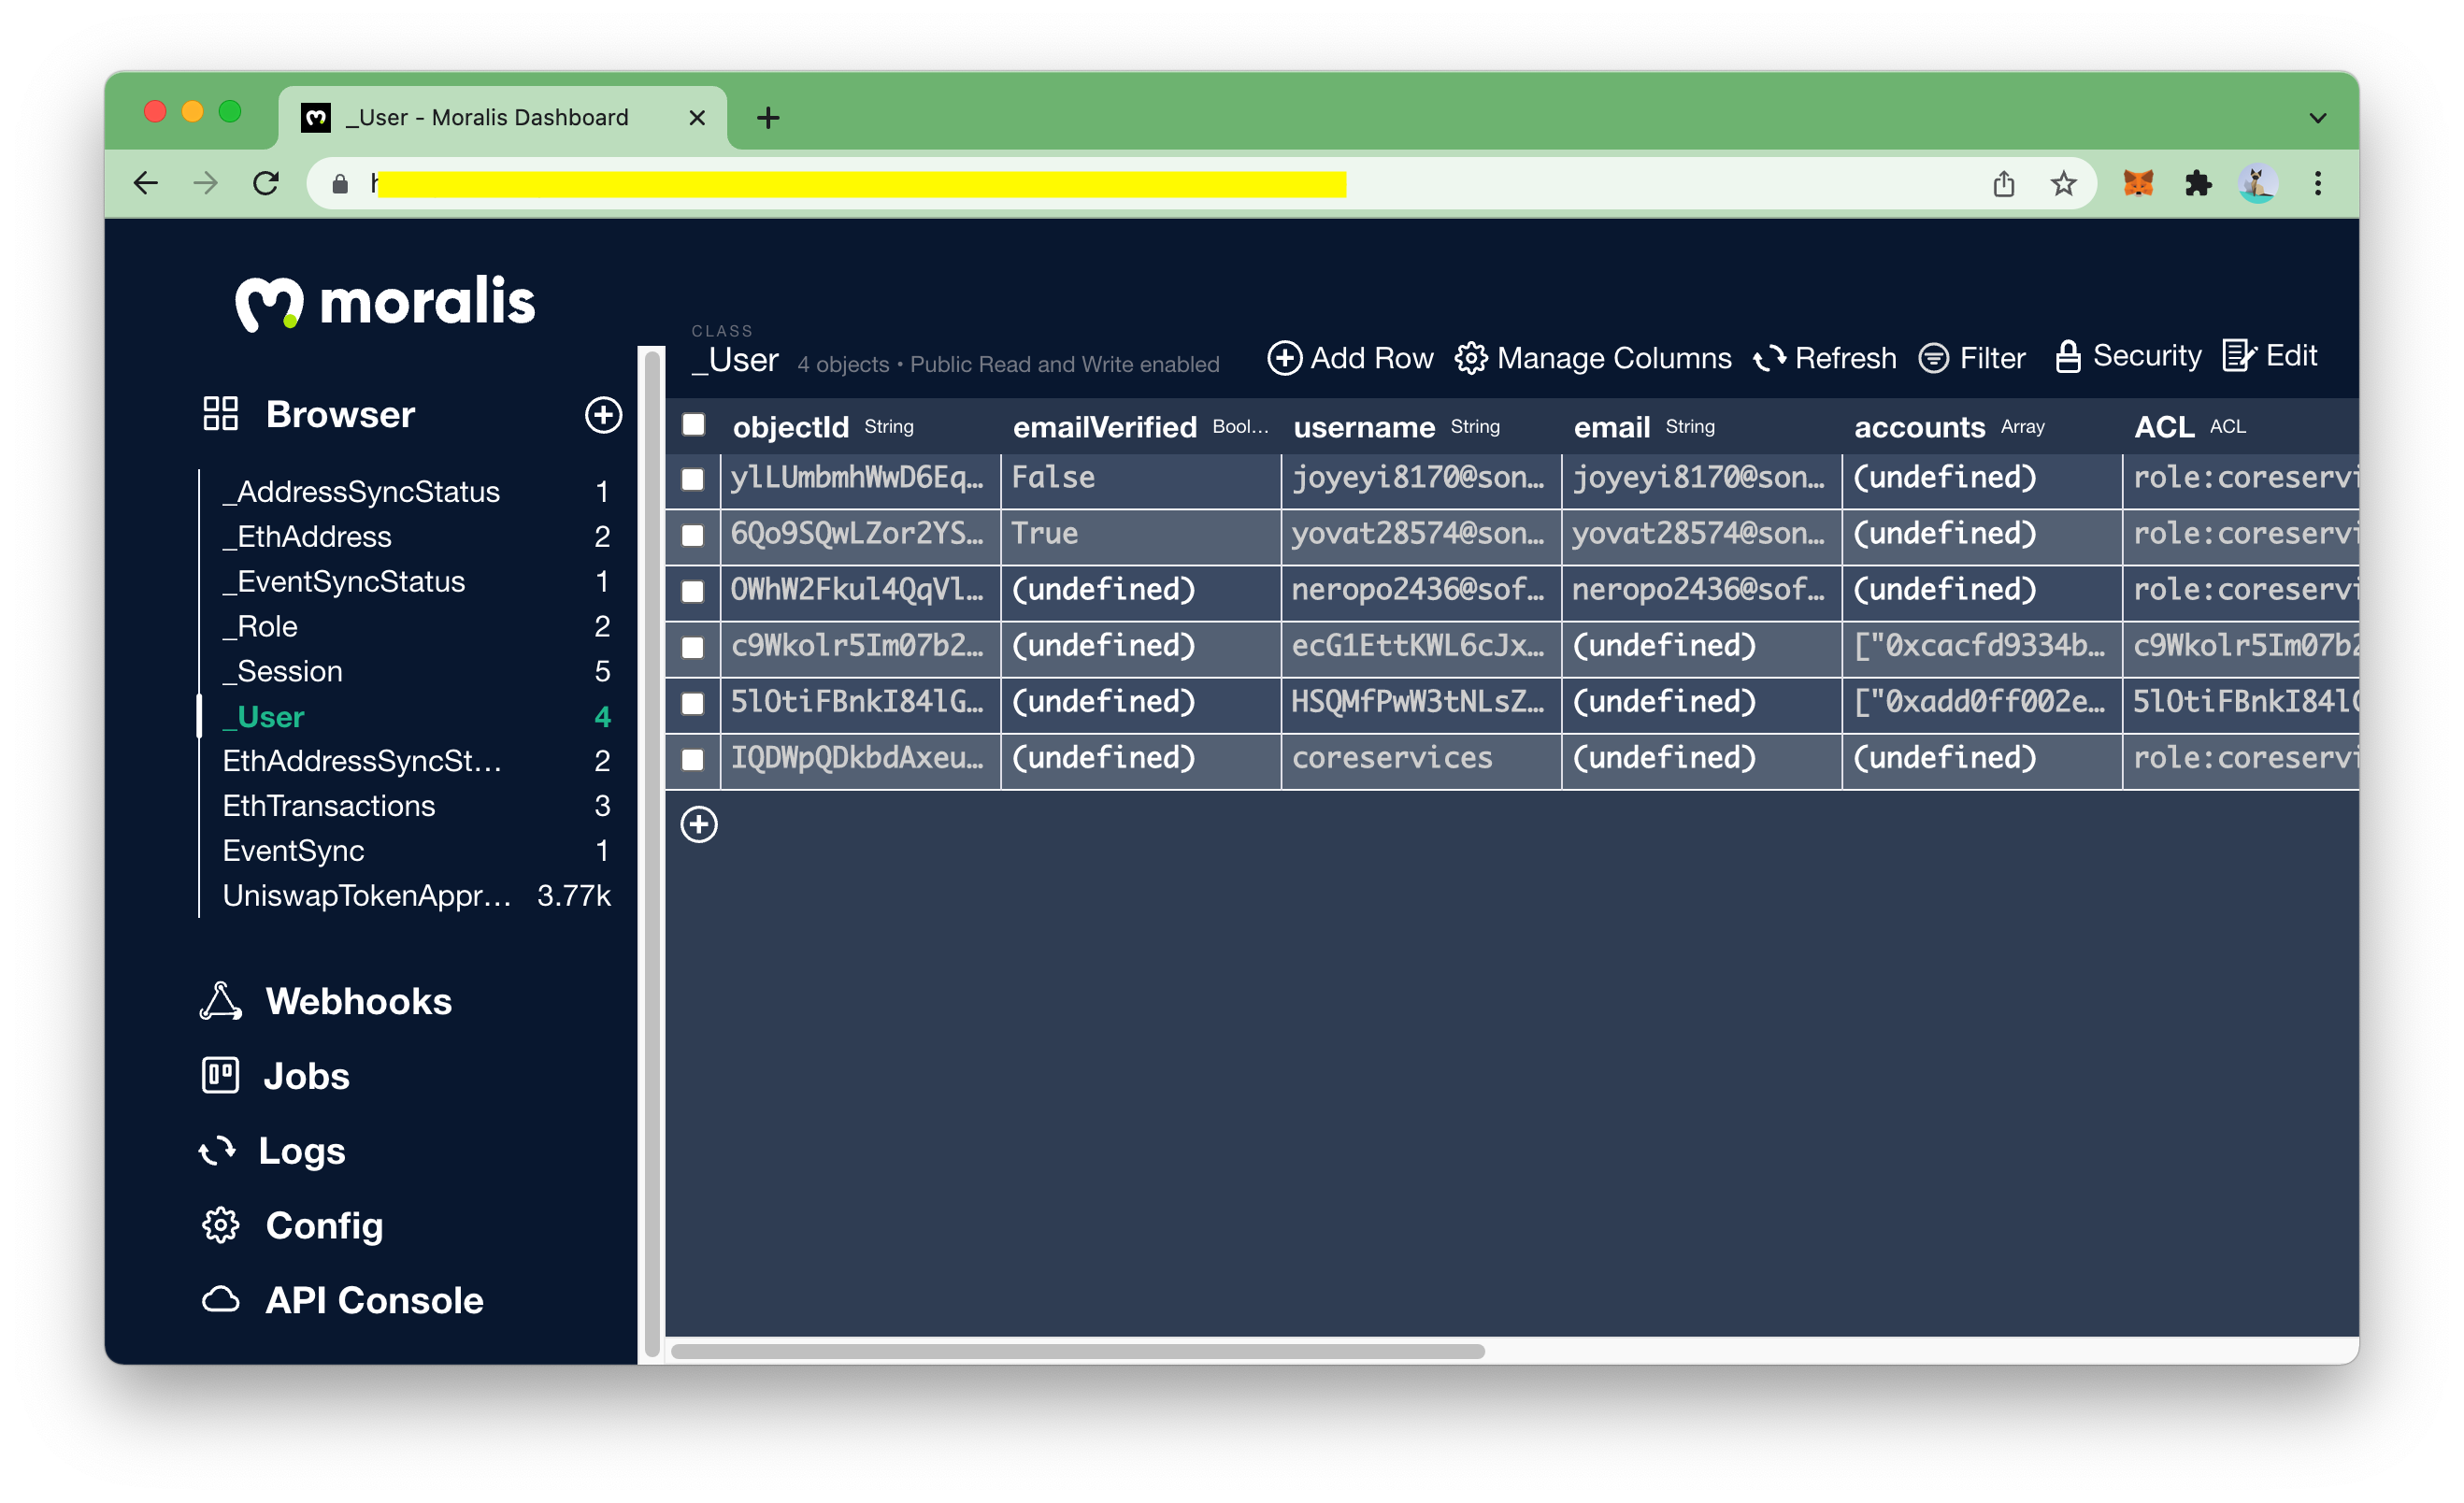 _User - Moralis Dashboard
moralis
Browser
_AddressSyncStatus 1
_EthAddress 2
_EventSyncStatus 1
_Role 2
_Session 5
_User 4
EthAddressSyncSt... 2
EthTransactions 3
EventSync 1
UniswapTokenAppr... 3.77k
Webhooks
Jobs
Logs
Config
API Console
CLASS
_User 4 objects • Public Read and Write enabled
Add Row Manage Columns Refresh Filter Security Edit
objectId String emailVerified Bool... username String email String accounts Array ACL ACL
ylLUmbmhWwD6Eq... False joyeyi8170@son... joyeyi8170@son... (undefined) role:coreservi
6Qo9SQwLZor2YS... True yovat28574@son... yovat28574@son... (undefined) role:coreservi
OWhW2Fkul4QqVl... (undefined) neropo2436@sof... neropo2436@sof... (undefined) role:coreservi
c9Wkolr5Im07b2... (undefined) ecG1EttKWL6cJx... (undefined) ["0xcacfd9334b... c9Wkolr5Im07b2
5lOtiFBnkI84lG... (undefined) HSQMfPwW3tNLsZ... (undefined) ["0xadd0ff002e... 5lOtiFBnkI84lG
IQDWpQDkbdAxeu... (undefined) coreservices (undefined) (undefined) role:coreservi